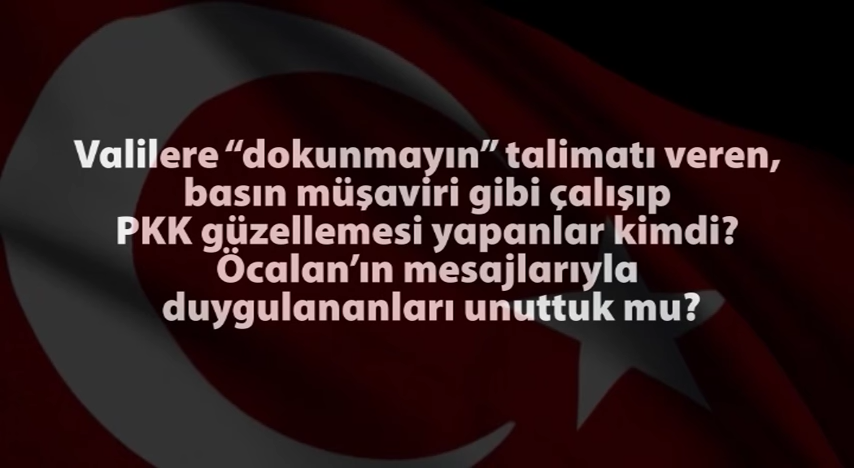 Valilere “dokunmayın” talimatı veren,
basın müşaviri gibi çalışıp
PKK güzellemesi yapanlar kimdi?
Öcalan’ın mesajlarıyla
duygulananları unuttuk mu?